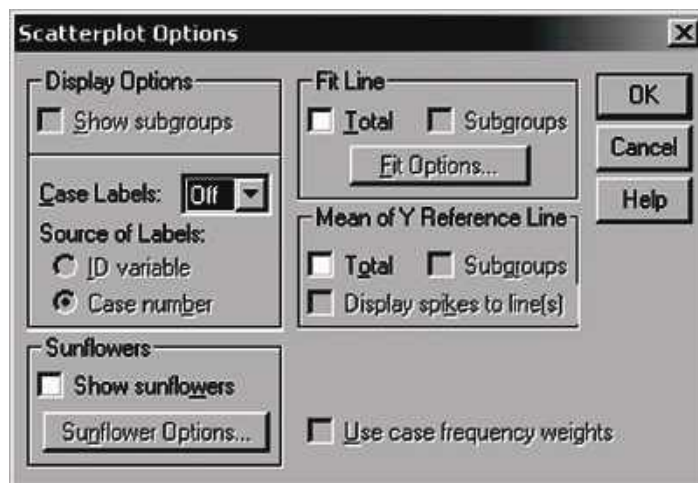 Scatterplot Options
Display Options
Show subgroups
Case Labels: Off
Source of Labels:
ID variable
Case number
Sunflowers
Show sunflowers
Sunflower Options...
Fit Line
Total Subgroups
Fit Options...
Mean of Y Reference Line
Total Subgroups
Display spikes to line(s)
Use case frequency weights
OK
Cancel
Help